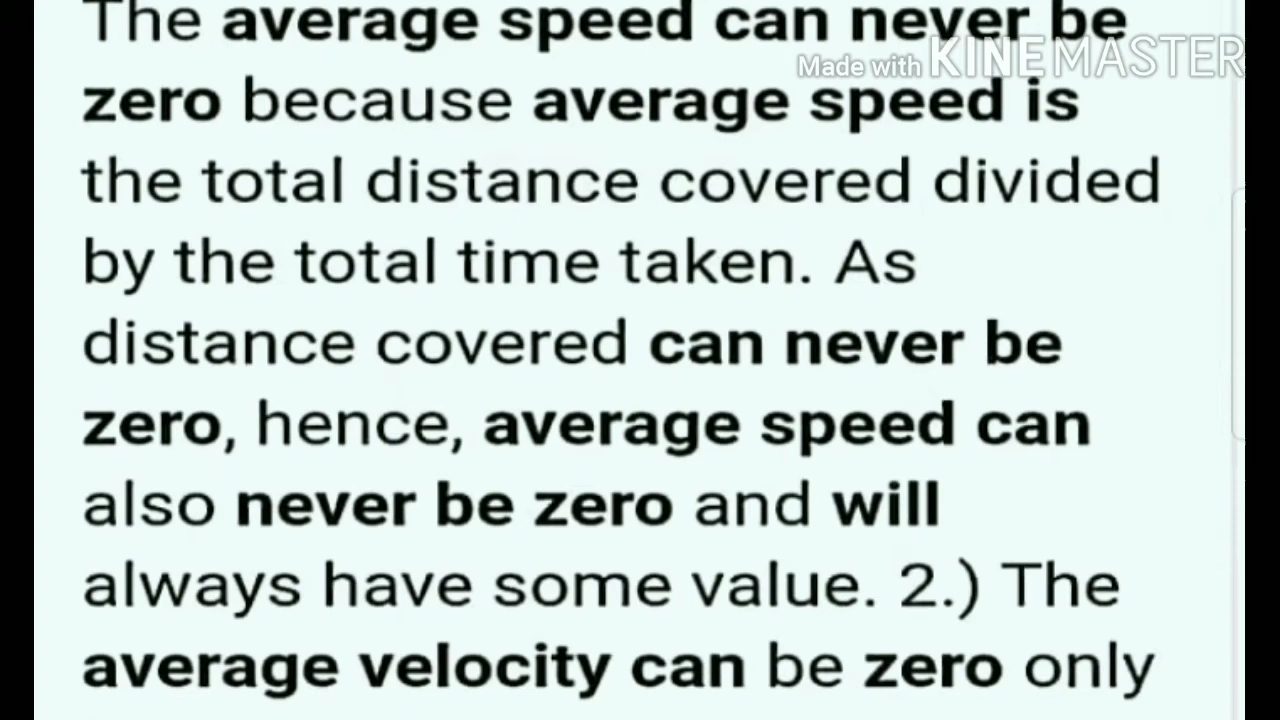 The average speed can never be
Made with KINEMASTER
zero because average speed is
the total distance covered divided
by the total time taken. As
distance covered can never be
zero, hence, average speed can
also never be zero and will
always have some value. 2.) The
average velocity can be zero only